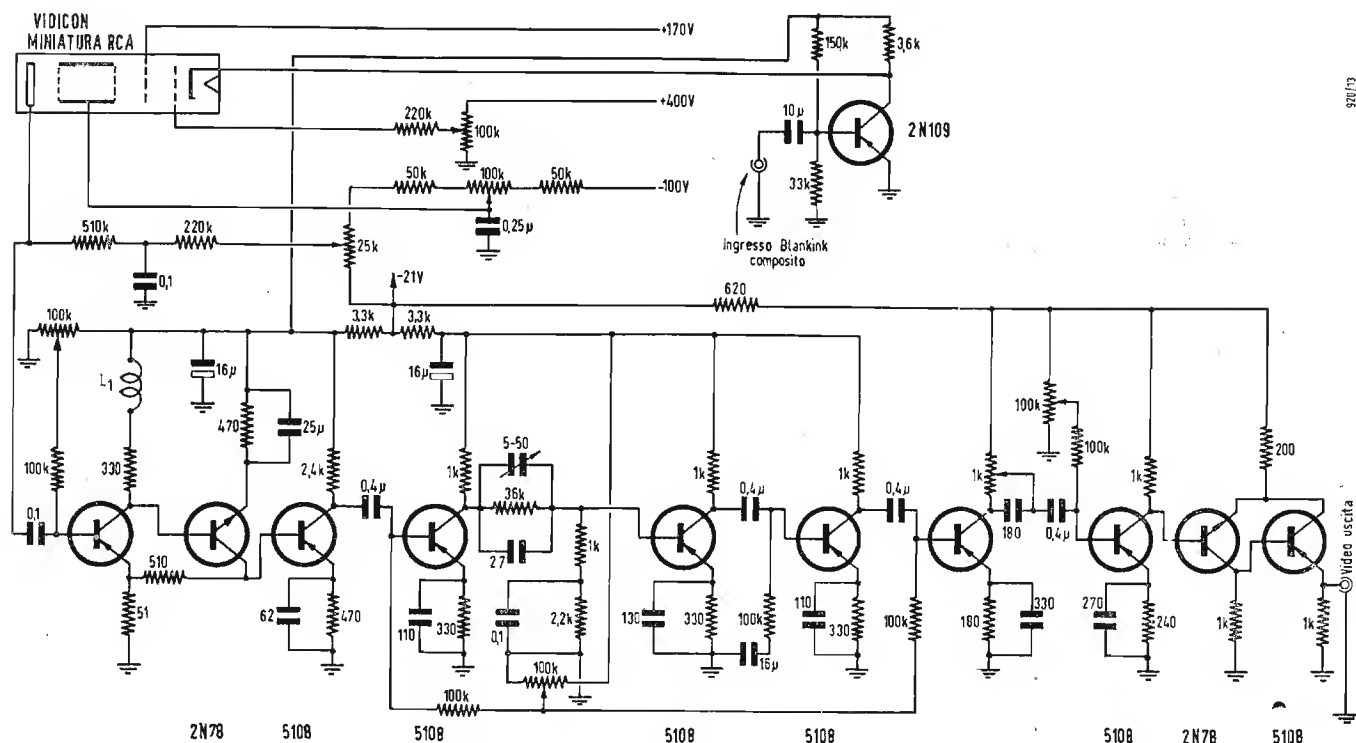 VIDICON
MINIATURA RCA
+170V
150k
3,6k
920/13
+400V
220k
100k
10µ
2N109
50k
100k
50k
-100V
33k
0,25µ
510k
220k
25k
Ingresso Blankink
composito
0,1
-21V
620
100k
3,3k
3,3k
L1
16µ
16µ
470
25µ
5-50
100k
100k
200
100k
330
2,4k
0,4µ
1k
36k
1k
0,4µ
1k
0,4µ
1k
1k
0,1
2.7
1k
180
0,4µ
Video uscita
510
51
62
470
110
330
0,1
2,2k
130
330
100k
110
330
100k
180
330
270
240
1k
1k
16µ
100k
100k
2N78
5108
5108
5108
5108
5108
2N78
5108